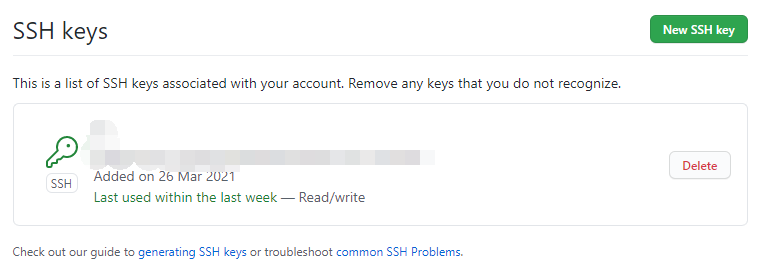 SSH keys
New SSH key
This is a list of SSH keys associated with your account. Remove any keys that you do not recognize.
SSH
Added on 26 Mar 2021
Last used within the last week — Read/write
Delete
Check out our guide to generating SSH keys or troubleshoot common SSH Problems.